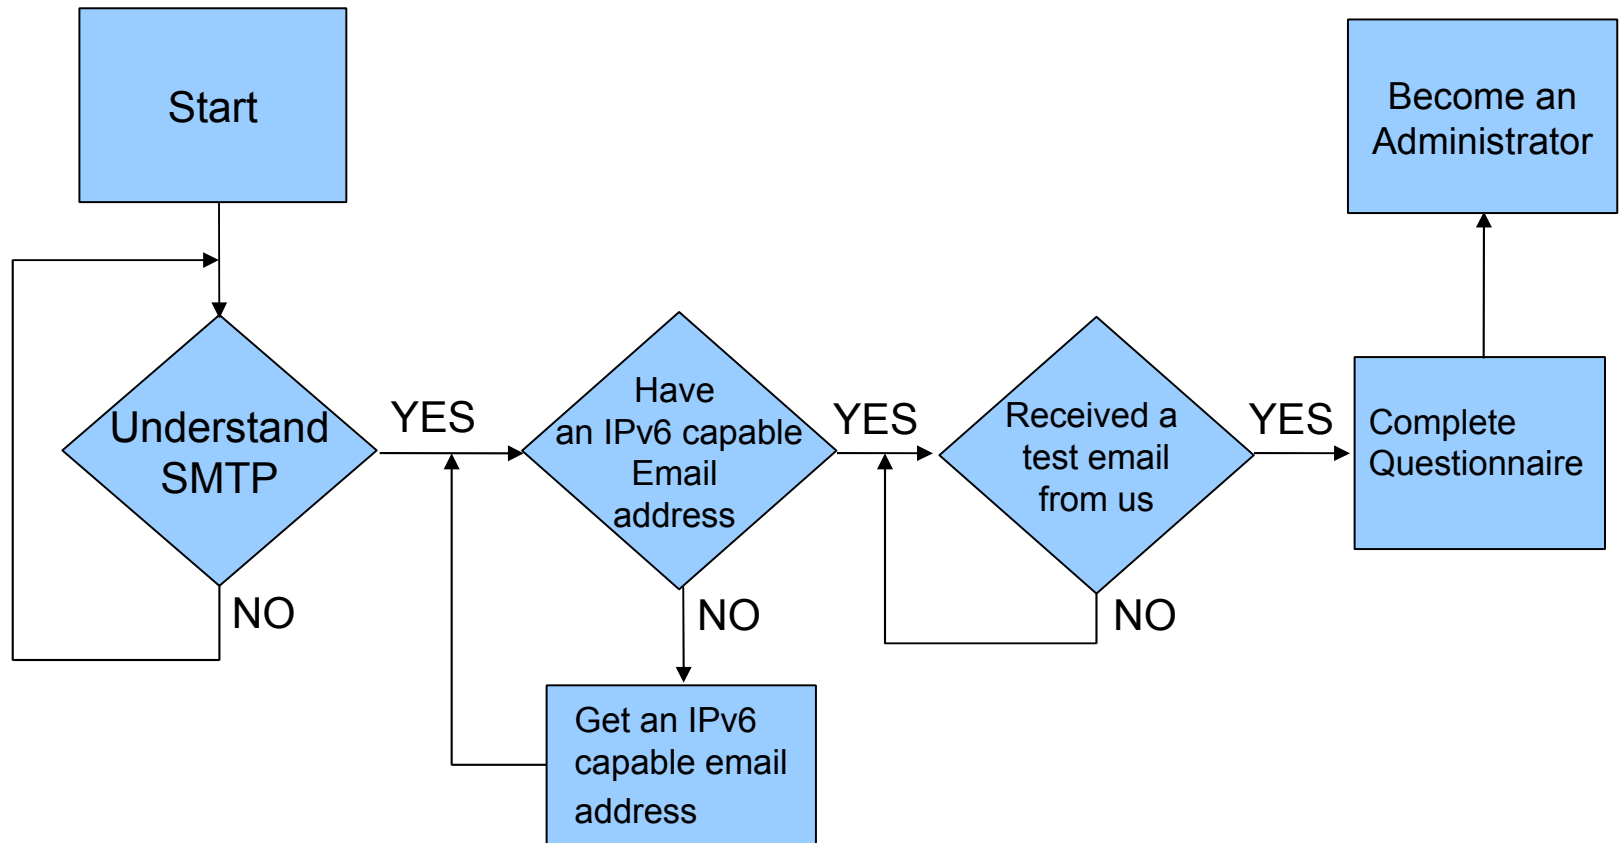 Start
Become an
Administrator
Understand
SMTP
YES
NO
Have
an IPv6 capable
Email
address
YES
NO
Get an IPv6
capable email
address
Received a
test email
from us
YES
NO
Complete
Questionnaire